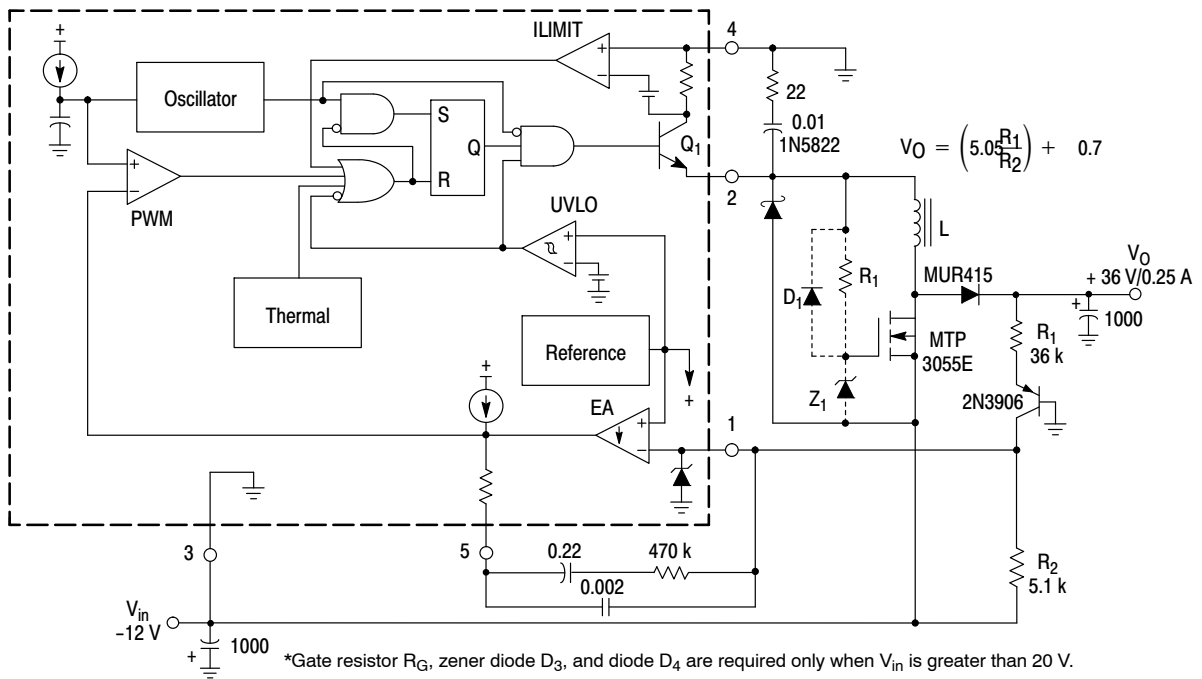 ILIMIT
4
+
+
−
Oscillator
22
0.01
1N5822
S
Q
R
Q1
VO = (5.05 R1/R2) + 0.7
+
−
PWM
2
UVLO
+
−
L
Thermal
D1
R1
MUR415
VO
+ 36 V/0.25 A
+
1000
Reference
MTP
3055E
R1
36 k
+
+
Z1
2N3906
EA
+
−
1
3
5
0.22
470 k
0.002
R2
5.1 k
Vin
−12 V
+
1000
*Gate resistor RG, zener diode D3, and diode D4 are required only when Vin is greater than 20 V.